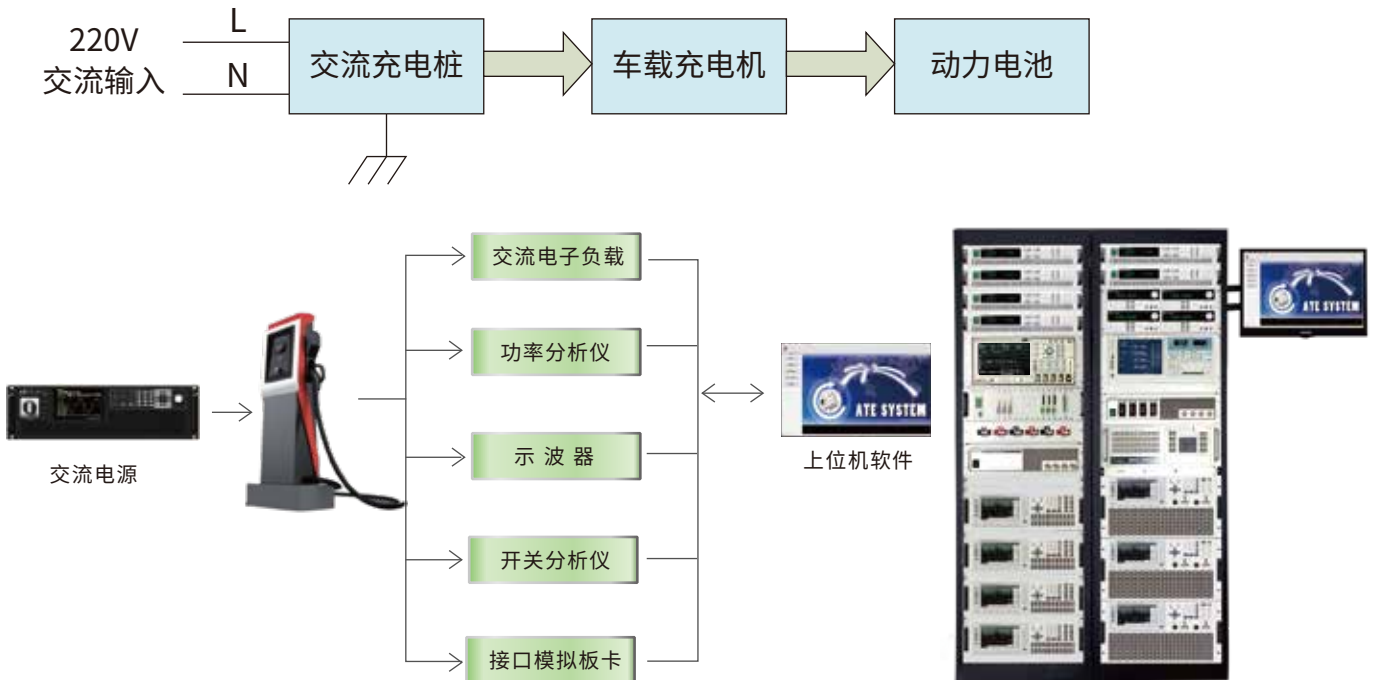 220V
交流输入
L
N
交流充电桩
车载充电机
动力电池
交流电源
交流电子负载
功率分析仪
示波器
开关分析仪
接口模拟板卡
ATE SYSTEM
上位机软件
ATE SYSTEM